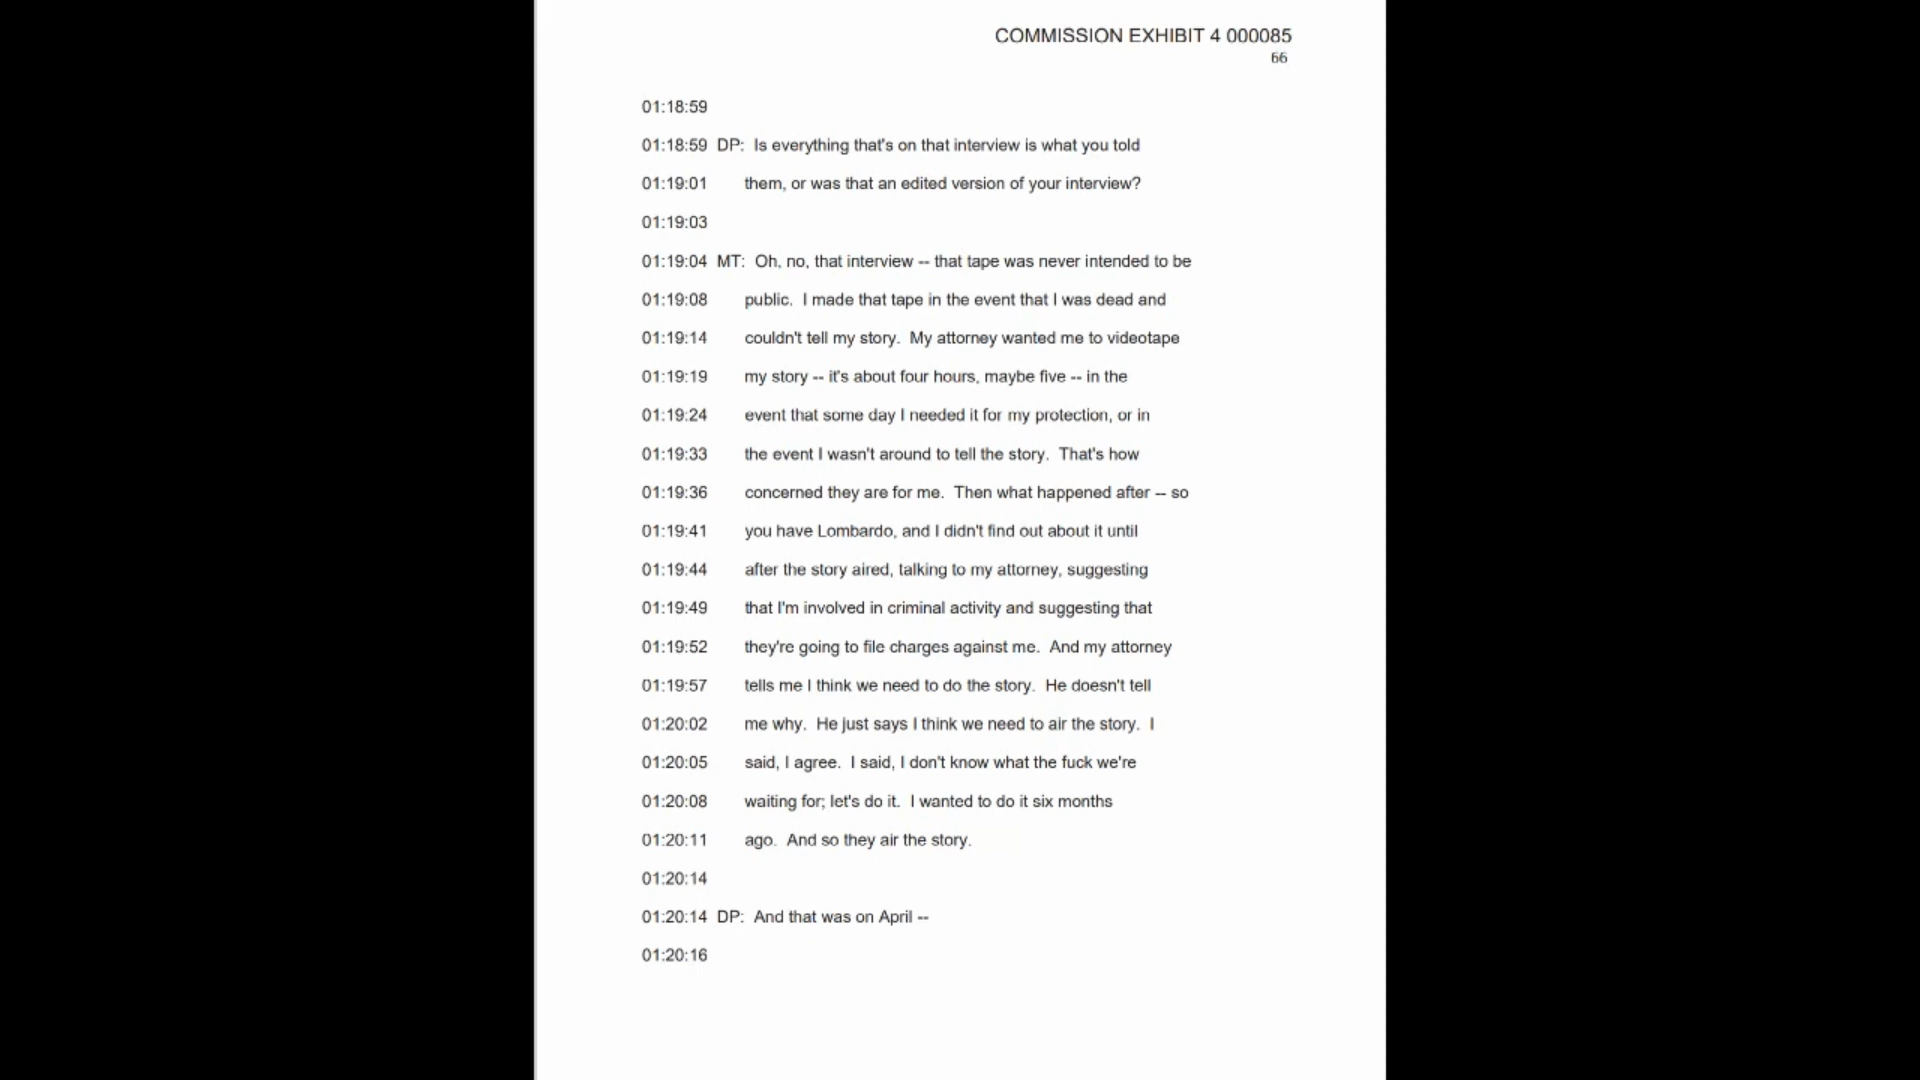 COMMISSION EXHIBIT 4 000085
66
01:18:59
01:18:59 DP: Is everything that's on that interview is what you told
01:19:01 them, or was that an edited version of your interview?
01:19:03
01:19:04 MT: Oh, no, that interview -- that tape was never intended to be
01:19:08 public. I made that tape in the event that I was dead and
01:19:14 couldn't tell my story. My attorney wanted me to videotape
01:19:19 my story -- it's about four hours, maybe five -- in the
01:19:24 event that some day I needed it for my protection, or in
01:19:33 the event I wasn't around to tell the story. That's how
01:19:36 concerned they are for me. Then what happened after -- so
01:19:41 you have Lombardo, and I didn't find out about it until
01:19:44 after the story aired, talking to my attorney, suggesting
01:19:49 that I'm involved in criminal activity and suggesting that
01:19:52 they're going to file charges against me. And my attorney
01:19:57 tells me I think we need to do the story. He doesn't tell
01:20:02 me why. He just says I think we need to air the story. I
01:20:05 said, I agree. I said, I don't know what the fuck we're
01:20:08 waiting for; let's do it. I wanted to do it six months
01:20:11 ago. And so they air the story.
01:20:14
01:20:14 DP: And that was on April --
01:20:16